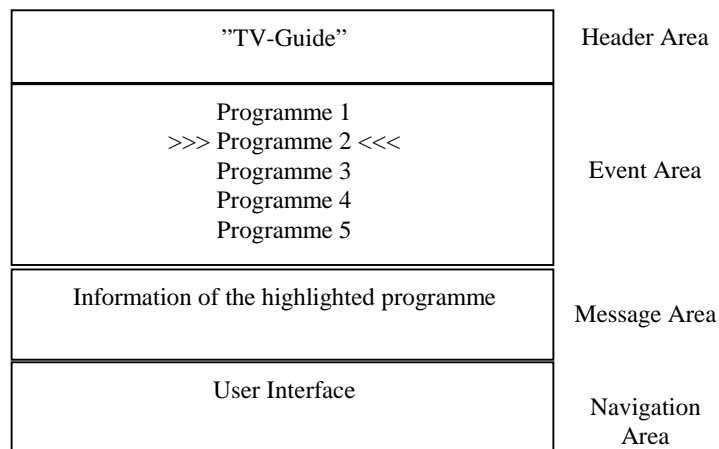 ”TV-Guide”
Header Area
Programme 1
>>> Programme 2 <<<
Programme 3
Programme 4
Programme 5
Event Area
Information of the highlighted programme
Message Area
User Interface
Navigation
Area